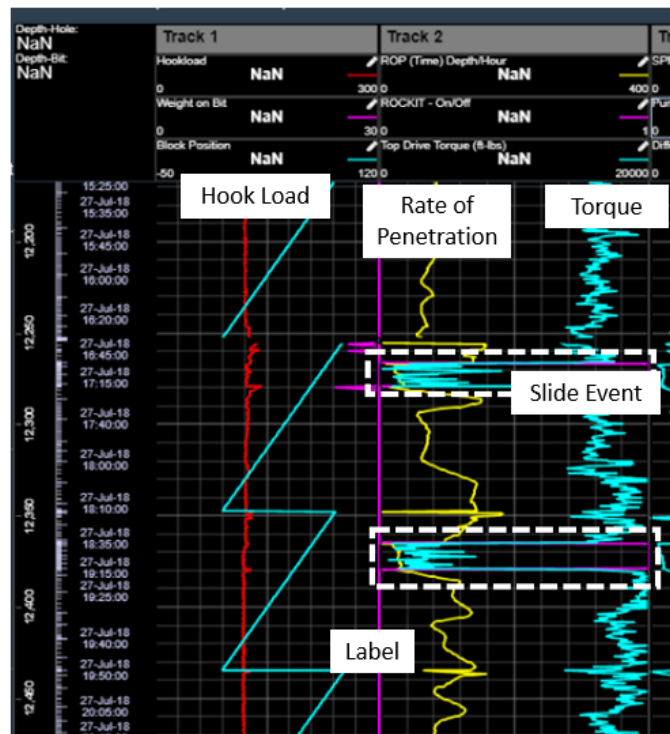 Depth-Hole:
NaN
Depth-Bit:
NaN
Track 1
Track 2
Hookload
NaN
0 300
Weight on Bit
NaN
0 30
Block Position
NaN
-50 120
ROP (Time) Depth/Hour
NaN
0 400
ROCKIT - On/Off
NaN
0 1
Top Drive Torque (ft-lbs)
NaN
0 20000
0
0
0
Hook Load
Rate of
Penetration
Torque
Slide Event
Label
12,200
12,250
12,300
12,350
12,400
12,450
15:25:00
27-Jul-18
15:35:00
27-Jul-18
15:45:00
27-Jul-18
16:00:00
27-Jul-18
16:20:00
27-Jul-18
16:45:00
27-Jul-18
17:15:00
27-Jul-18
17:40:00
27-Jul-18
18:00:00
27-Jul-18
18:10:00
27-Jul-18
18:35:00
27-Jul-18
19:15:00
27-Jul-18
19:25:00
27-Jul-18
19:40:00
27-Jul-18
19:50:00
27-Jul-18
20:05:00
27-Jul-18